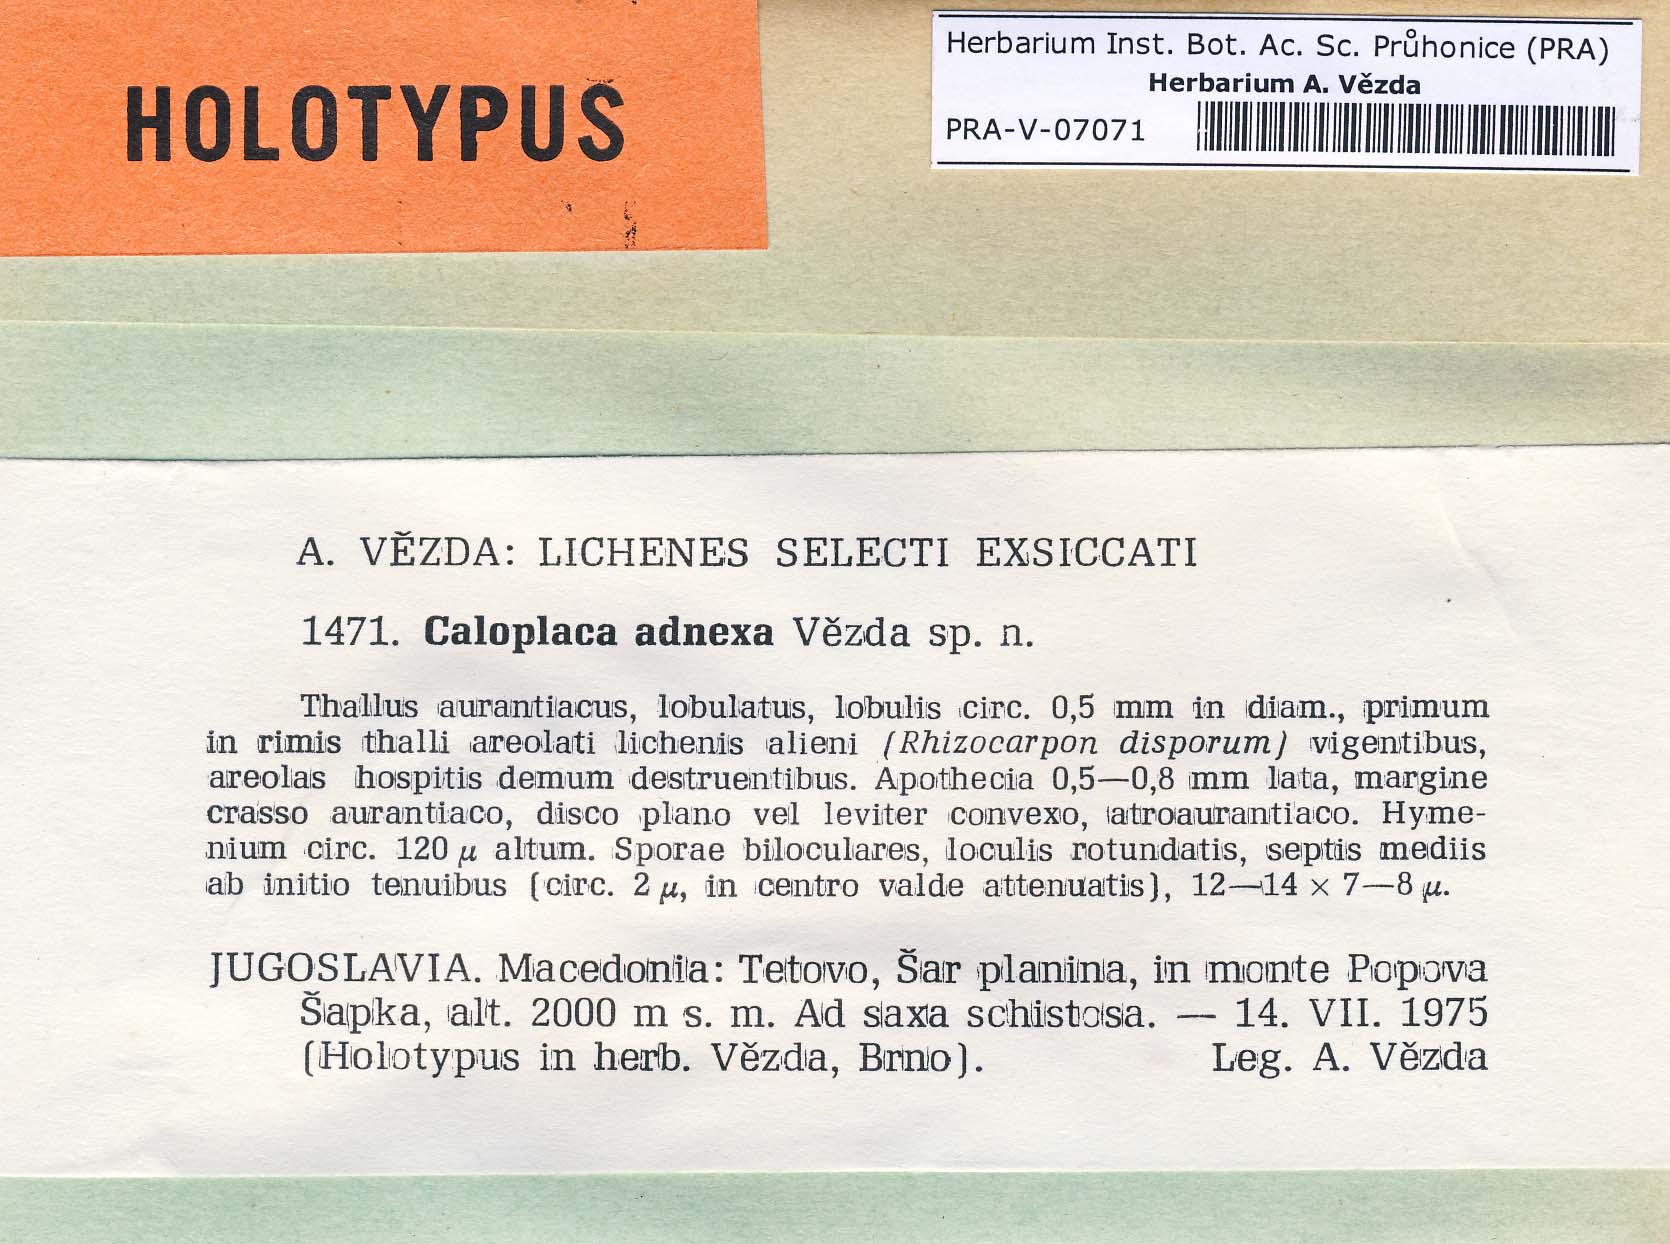 HOLOTYPUS
Herbarium Inst. Bot. Ac. Sc. Průhonice (PRA)
Herbarium A. Vězda
PRA-V-07071
A. VĚZDA: LICHENES SELECTI EXSICCATI
1471. Caloplaca adnexa Vězda sp. n.
Thallus aurantiacus, lobulatus, lobulis circ. 0,5 mm in diam., primum
in rimis thalli areolati lichenis alieni (Rhizocarpon disporum) vigentibus,
areolas hospitis demum destruentibus. Apothecia 0,5—0,8 mm lata, margine
crasso aurantiaco, disco plano vel leviter convexo, atroaurantiaco. Hyme-
nium circ. 120 µ altum. Sporae biloculares, loculis rotundatis, septis mediis
ab initio tenuibus (circ. 2 µ, in centro valde attenuatis), 12—14 × 7—8 µ.
JUGOSLAVIA. Macedonia: Tetovo, Šar planina, in monte Popova
Šapka, alt. 2000 m s. m. Ad saxa schistosa. — 14. VII. 1975
(Holotypus in herb. Vězda, Brno). Leg. A. Vězda